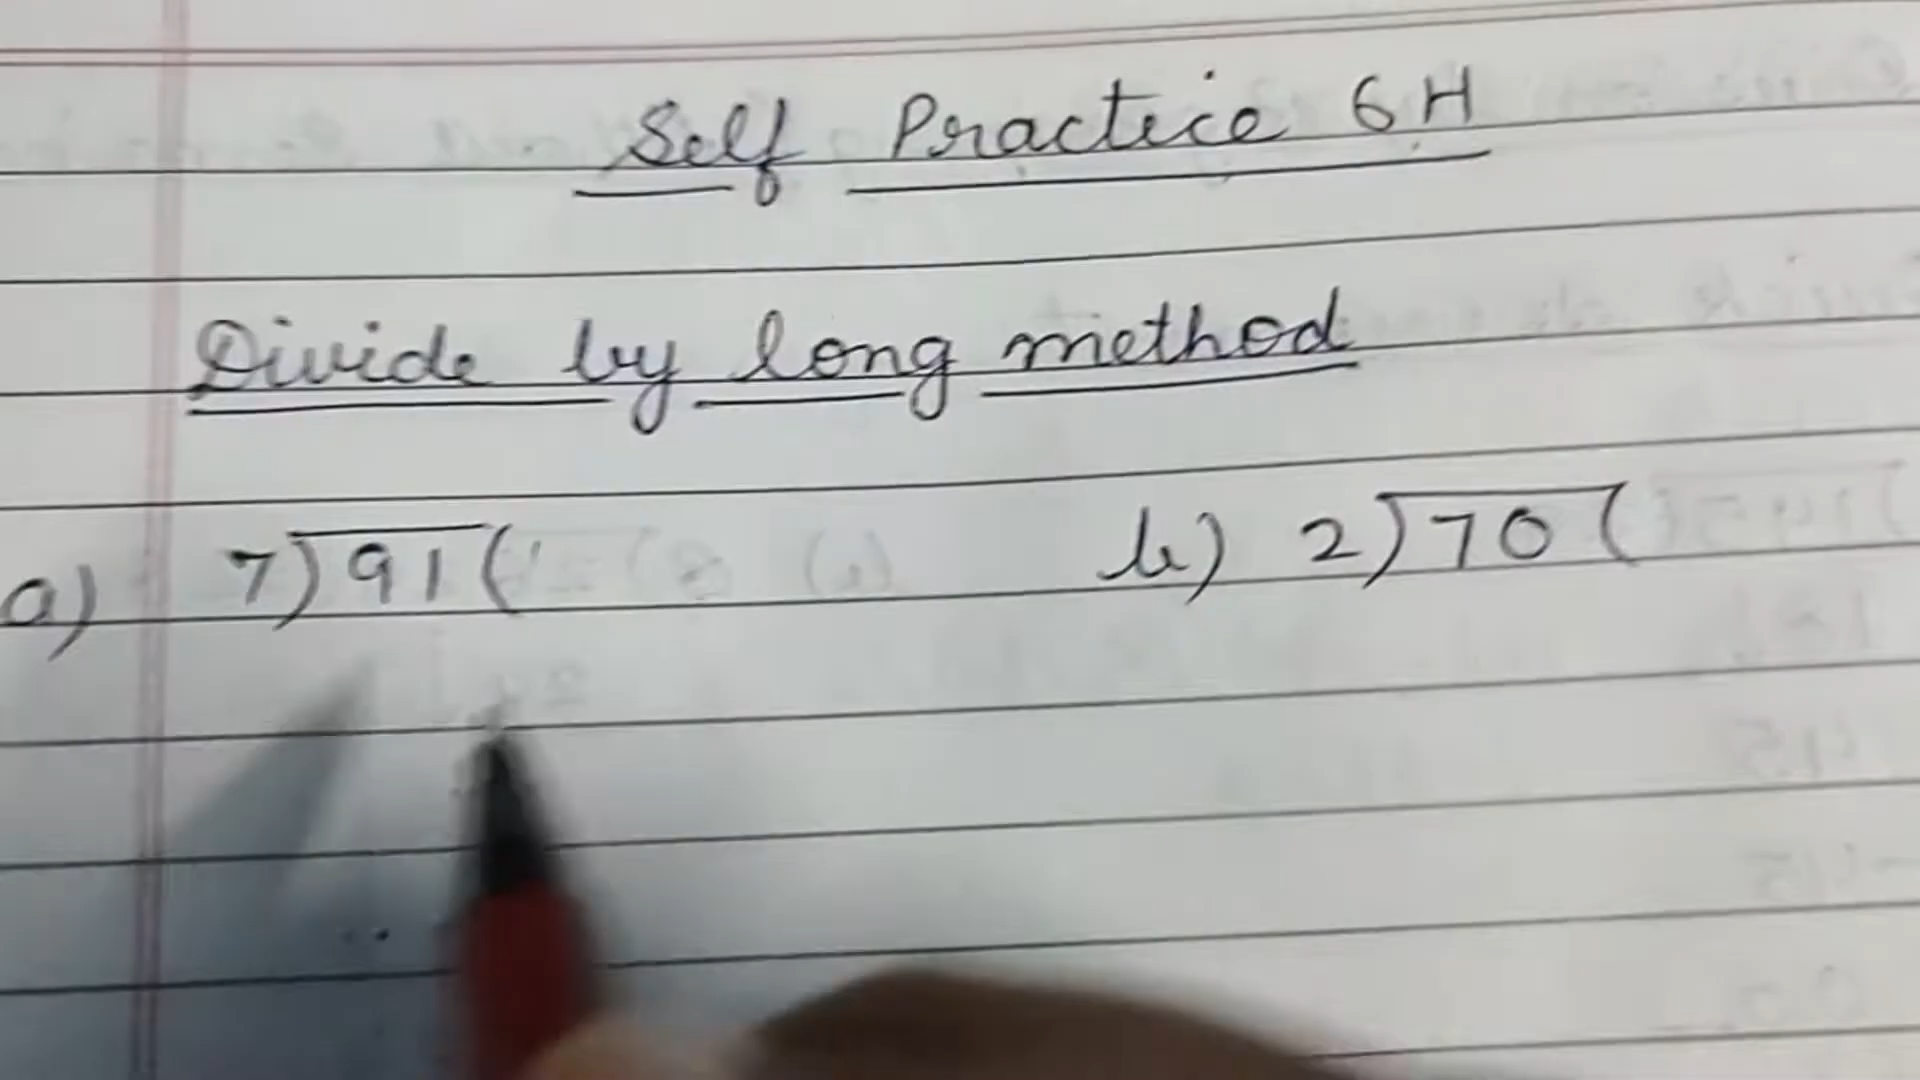 Self Practice 6H
Divide by long method
a) 7)91( b) 2)70(